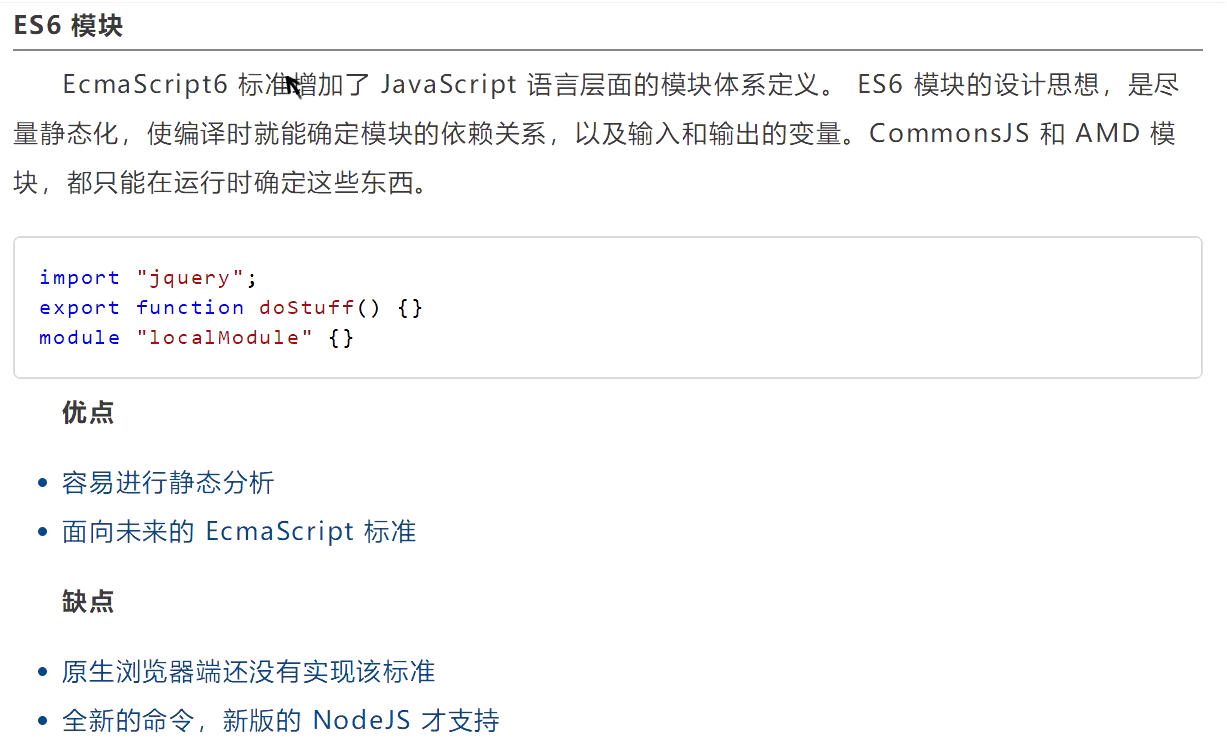 ES6 模块
EcmaScript6 标准增加了 JavaScript 语言层面的模块体系定义。 ES6 模块的设计思想，是尽
量静态化，使编译时就能确定模块的依赖关系，以及输入和输出的变量。CommonsJS 和 AMD 模
块，都只能在运行时确定这些东西。
import "jquery";
export function doStuff() {}
module "localModule" {}
优点
• 容易进行静态分析
• 面向未来的 EcmaScript 标准
缺点
• 原生浏览器端还没有实现该标准
• 全新的命令，新版的 NodeJS 才支持